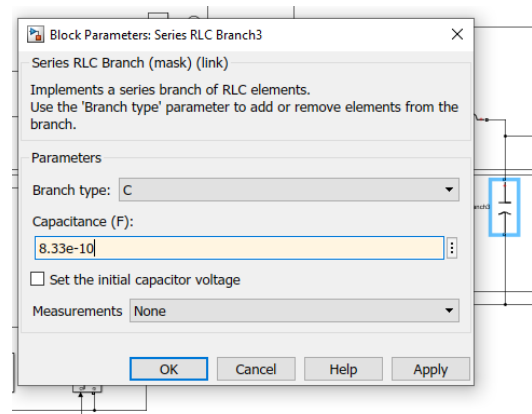 Block Parameters: Series RLC Branch3
Series RLC Branch (mask) (link)
Implements a series branch of RLC elements.
Use the 'Branch type' parameter to add or remove elements from the
branch.
Parameters
Branch type: C
Capacitance (F):
8.33e-10
Set the initial capacitor voltage
Measurements None
OK Cancel Help Apply